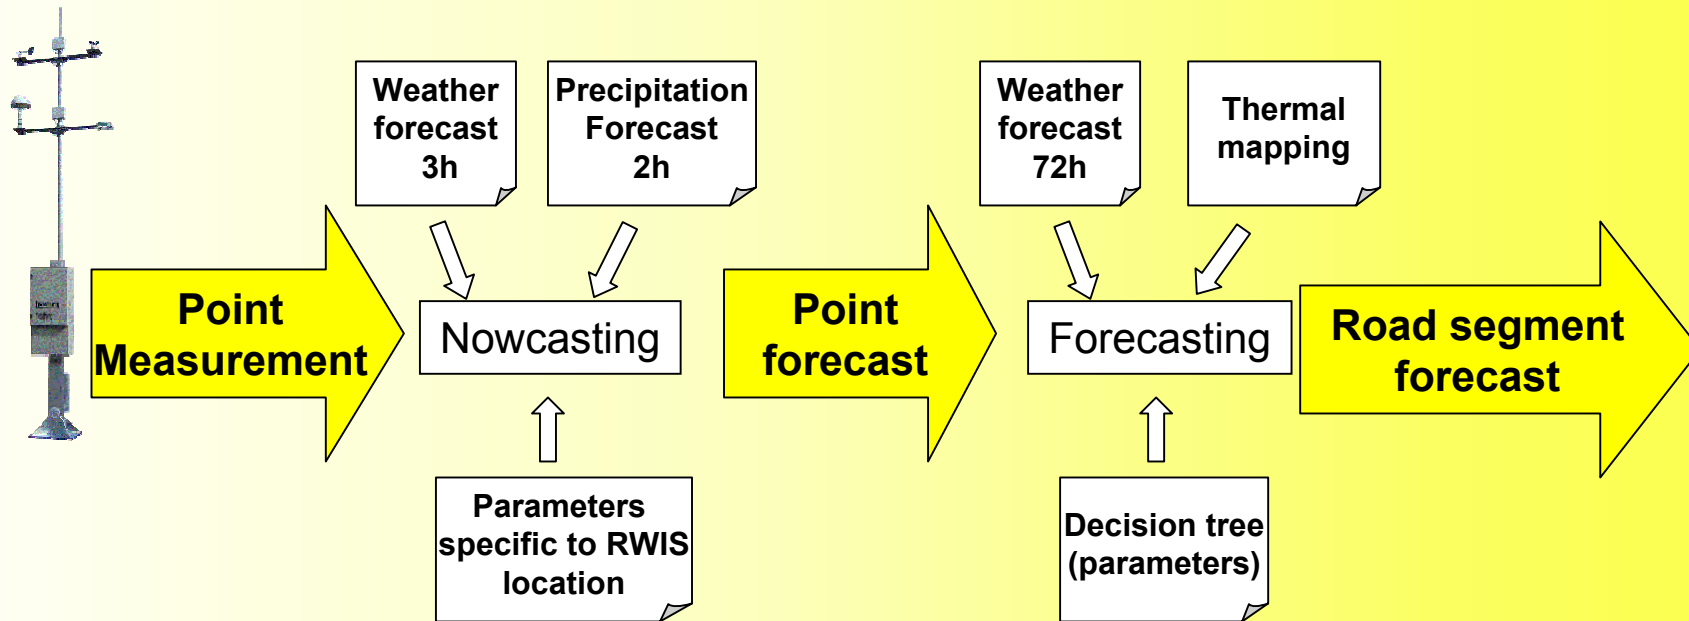 Weather
forecast
3h
Precipitation
Forecast
2h
Weather
forecast
72h
Thermal
mapping
Point
Measurement
Nowcasting
Point
forecast
Forecasting
Road segment
forecast
Parameters
specific to RWIS
location
Decision tree
(parameters)